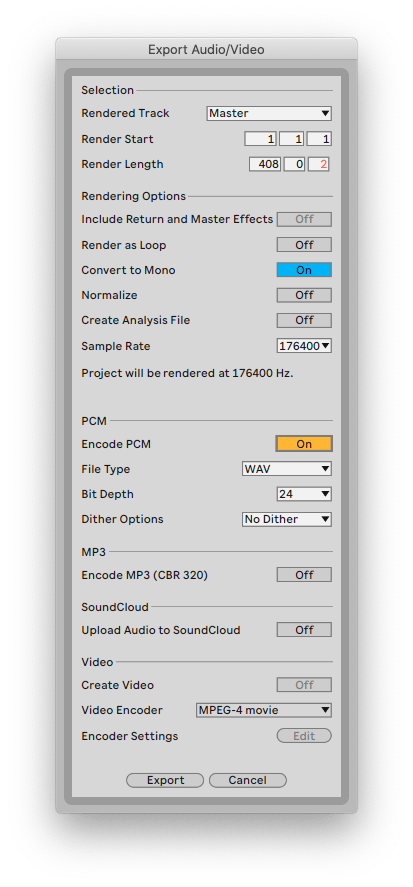 Export Audio/Video
Selection
Rendered Track Master
Render Start 1 1 1
Render Length 408 0 2
Rendering Options
Include Return and Master Effects Off
Render as Loop Off
Convert to Mono On
Normalize Off
Create Analysis File Off
Sample Rate 176400
Project will be rendered at 176400 Hz.
PCM
Encode PCM On
File Type WAV
Bit Depth 24
Dither Options No Dither
MP3
Encode MP3 (CBR 320) Off
SoundCloud
Upload Audio to SoundCloud Off
Video
Create Video Off
Video Encoder MPEG-4 movie
Encoder Settings Edit
Export Cancel